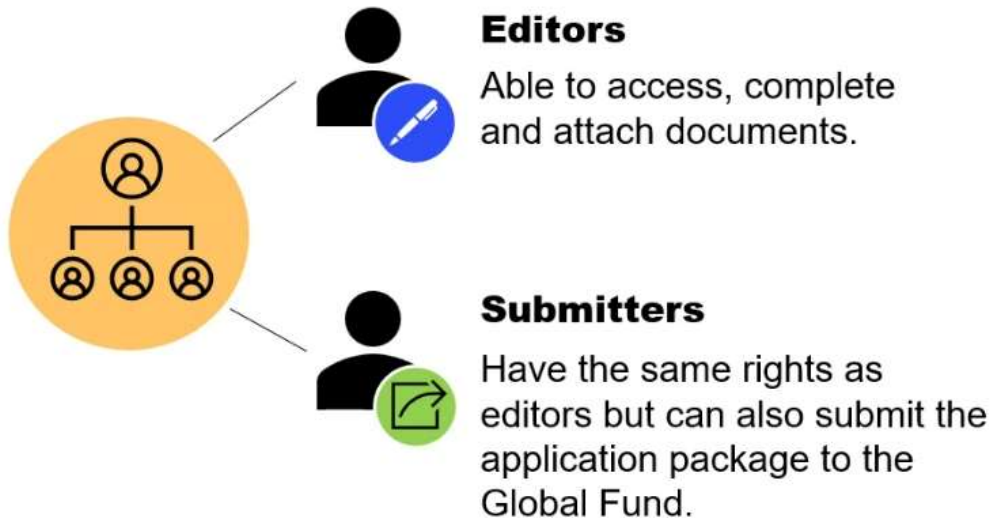 Editors
Able to access, complete
and attach documents.
Submitters
Have the same rights as
editors but can also submit the
application package to the
Global Fund.